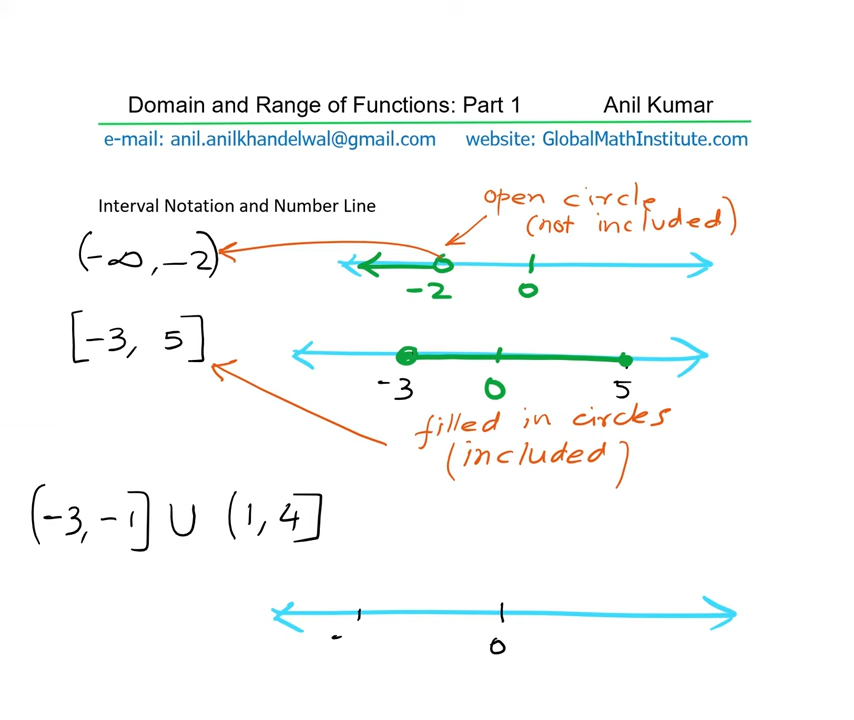 Domain and Range of Functions: Part 1 Anil Kumar
e-mail: anil.anilkhandelwal@gmail.com website: GlobalMathInstitute.com
Interval Notation and Number Line
open circle
(not included)
(-∞, -2)
-2 0
[-3, 5]
-3 0 5
filled in circles
(included)
(-3, -1] ∪ (1, 4]
- 0